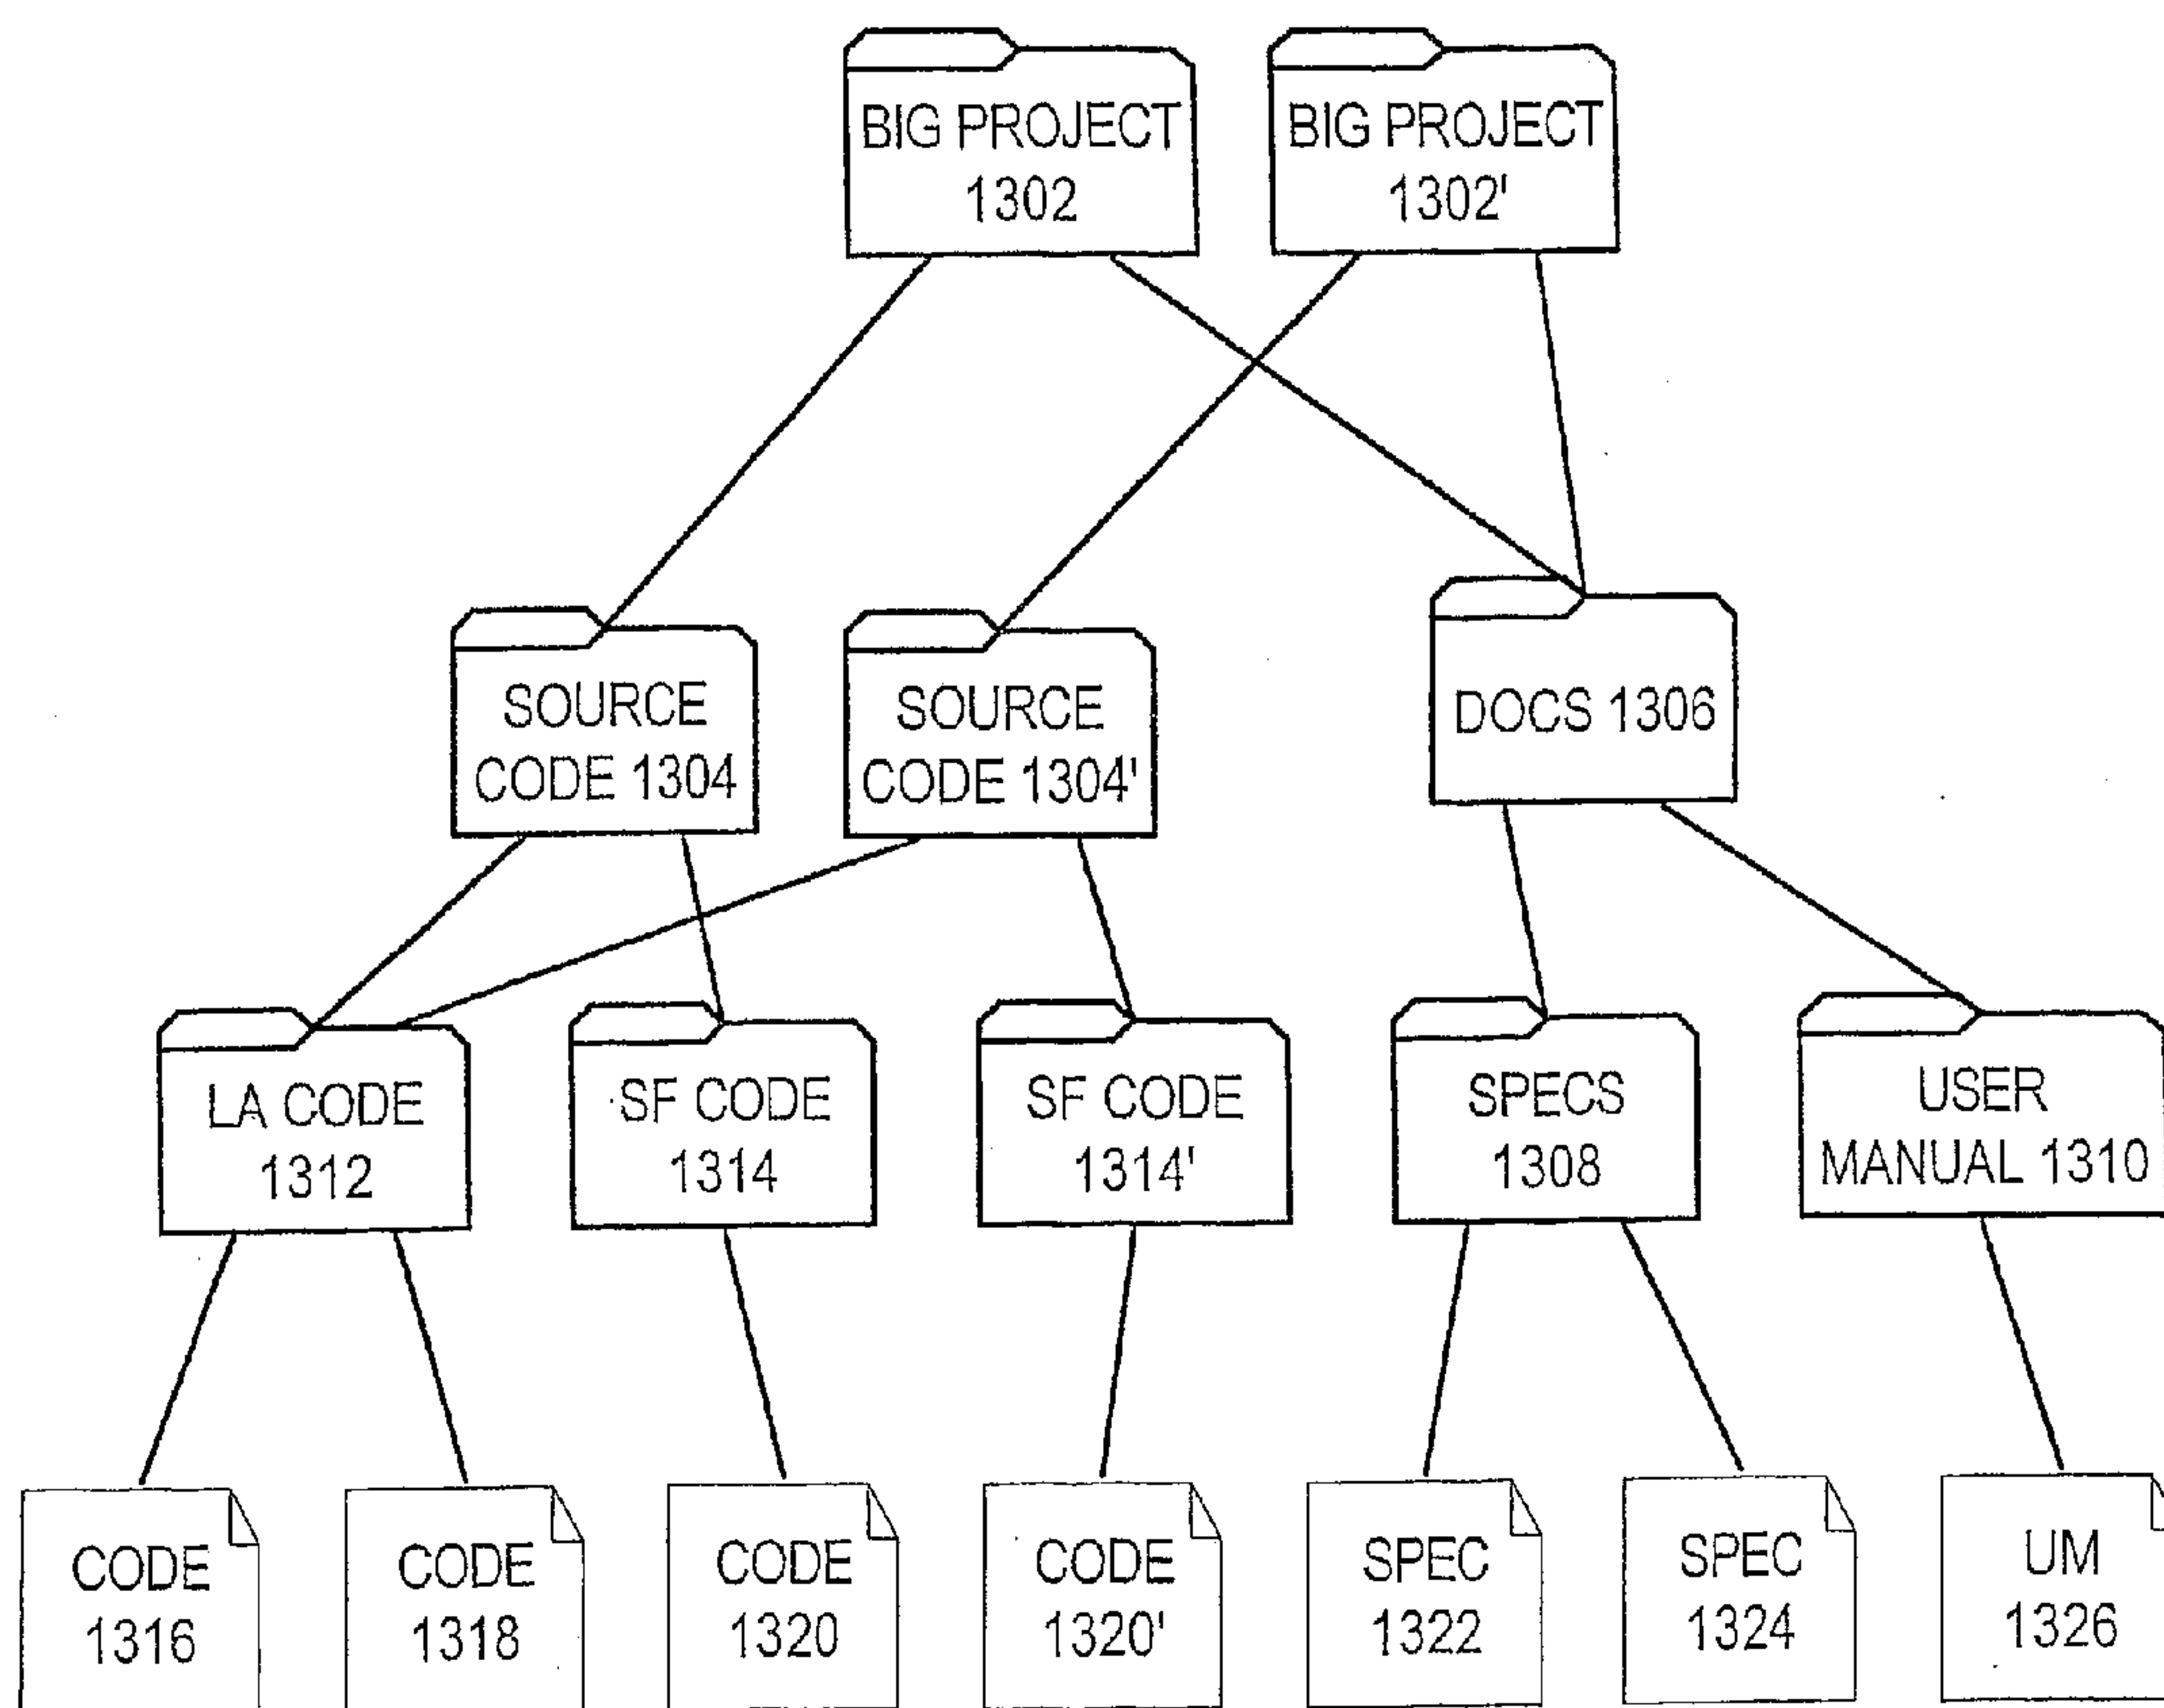 BIG PROJECT
1302
BIG PROJECT
1302'
SOURCE
CODE 1304
SOURCE
CODE 1304'
DOCS 1306
LA CODE
1312
SF CODE
1314
SF CODE
1314'
SPECS
1308
USER
MANUAL 1310
CODE
1316
CODE
1318
CODE
1320
CODE
1320'
SPEC
1322
SPEC
1324
UM
1326